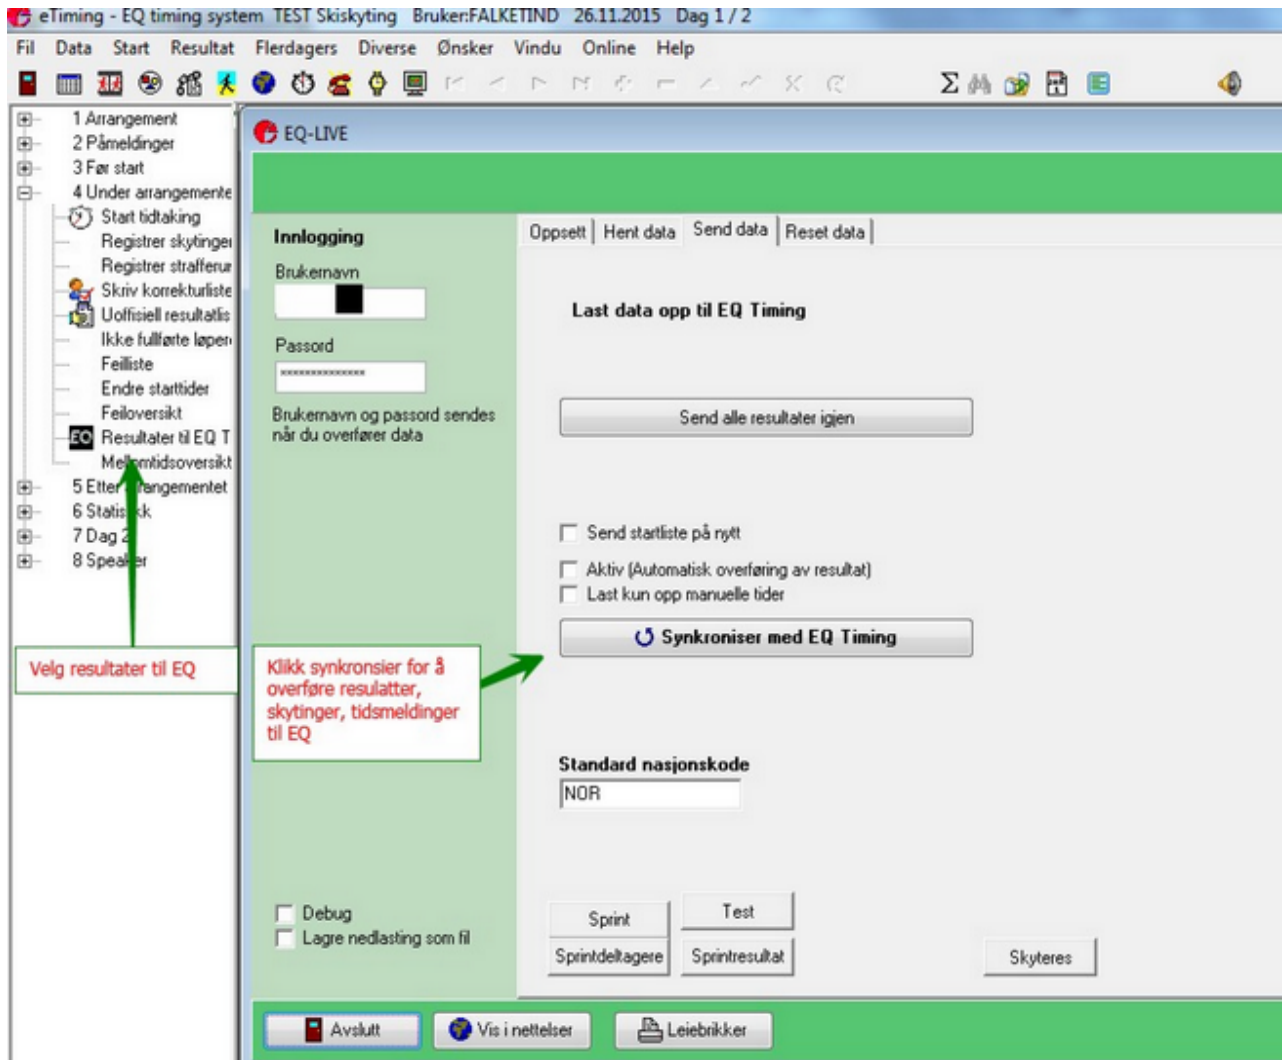 eTiming - EQ timing system TEST Skiskyting Bruker:FALKETIND 26.11.2015 Dag 1 / 2
Fil Data Start Resultat Flerdagers Diverse Ønsker Vindu Online Help
1 Arrangement
2 Påmeldinger
3 Før start
4 Under arrangemente
Start tidtaking
Registrer skytinger
Registrer strafferur
Skriv korrekturliste
Uoffisiell resultatlis
Ikke fullførte løper
Feilliste
Endre starttider
Feiloversikt
EQ Resultater til EQ T
Mellomtidsoversikt
5 Etter arrangementet
6 Statistikk
7 Dag 2
8 Speaker
Velg resultater til EQ
EQ-LIVE
Innlogging
Brukernavn
Passord
**************
Brukernavn og passord sendes
når du overfører data
Klikk synkronsier for å
overføre resulatter,
skytinger, tidsmeldinger
til EQ
Debug
Lagre nedlasting som fil
Oppsett Hent data Send data Reset data
Last data opp til EQ Timing
Send alle resultater igjen
Send startliste på nytt
Aktiv (Automatisk overføring av resultat)
Last kun opp manuelle tider
Synkroniser med EQ Timing
Standard nasjonskode
NOR
Sprint Test
Sprintdeltagere Sprintresultat Skyteres
Avslutt Vis i nettelser Leiebrikker